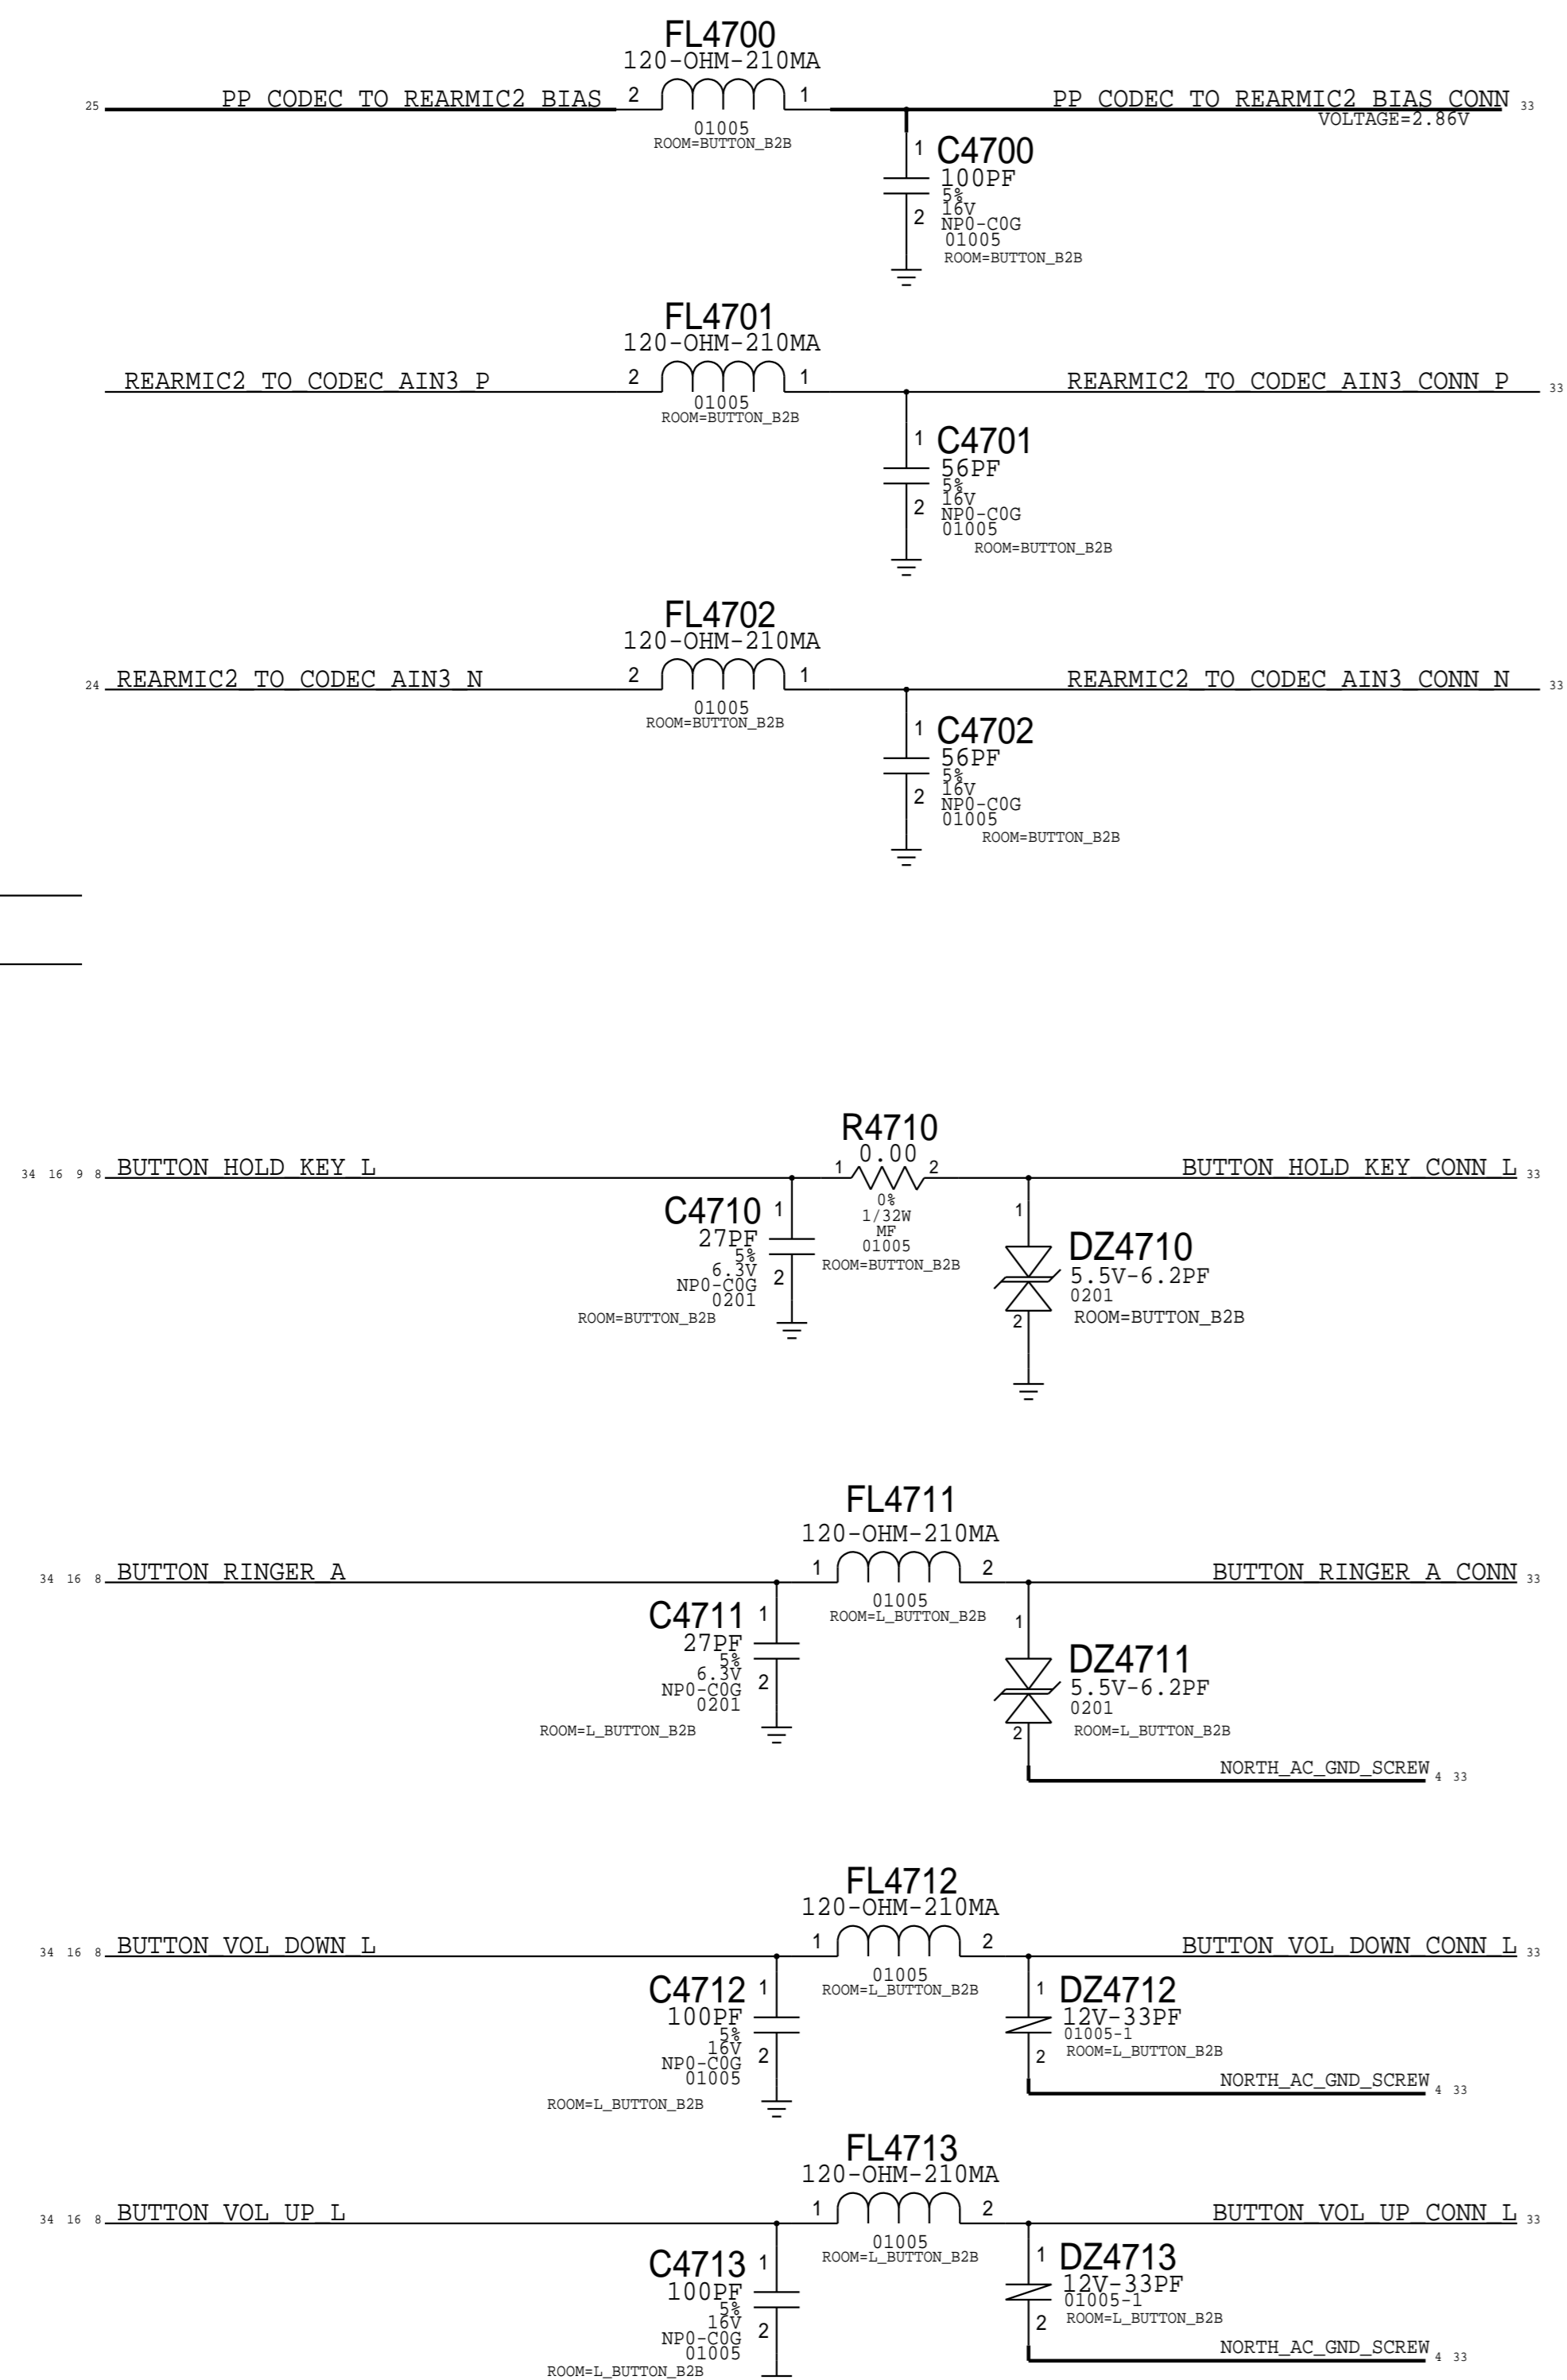 FL4700
120-OHM-210MA
25 PP_CODEC_TO_REARMIC2_BIAS 2 1 PP_CODEC_TO_REARMIC2_BIAS_CONN 33
VOLTAGE=2.86V
01005
ROOM=BUTTON_B2B
1 C4700
100PF
5%
16V
2 NP0-C0G
01005
ROOM=BUTTON_B2B
FL4701
120-OHM-210MA
REARMIC2_TO_CODEC_AIN3_P 2 1 REARMIC2_TO_CODEC_AIN3_CONN_P 33
01005
ROOM=BUTTON_B2B
1 C4701
56PF
5%
16V
2 NP0-C0G
01005
ROOM=BUTTON_B2B
FL4702
120-OHM-210MA
24 REARMIC2_TO_CODEC_AIN3_N 2 1 REARMIC2_TO_CODEC_AIN3_CONN_N 33
01005
ROOM=BUTTON_B2B
1 C4702
56PF
5%
16V
2 NP0-C0G
01005
ROOM=BUTTON_B2B
R4710
0.00
34 16 9 8 BUTTON_HOLD_KEY_L 1 2 BUTTON_HOLD_KEY_CONN_L 33
0%
1/32W
MF
01005
ROOM=BUTTON_B2B
C4710 1
27PF
5%
6.3V
NP0-C0G 2
0201
ROOM=BUTTON_B2B
1
DZ4710
5.5V-6.2PF
0201
2 ROOM=BUTTON_B2B
FL4711
120-OHM-210MA
34 16 8 BUTTON_RINGER_A 1 2 BUTTON_RINGER_A_CONN 33
01005
ROOM=L_BUTTON_B2B
C4711 1
27PF
5%
6.3V
NP0-C0G 2
0201
ROOM=L_BUTTON_B2B
1
DZ4711
5.5V-6.2PF
0201
2 ROOM=L_BUTTON_B2B
NORTH_AC_GND_SCREW 4 33
FL4712
120-OHM-210MA
34 16 8 BUTTON_VOL_DOWN_L 1 2 BUTTON_VOL_DOWN_CONN_L 33
01005
ROOM=L_BUTTON_B2B
C4712 1
100PF
5%
16V
NP0-C0G 2
01005
ROOM=L_BUTTON_B2B
1 DZ4712
12V-33PF
01005-1
2 ROOM=L_BUTTON_B2B
NORTH_AC_GND_SCREW 4 33
FL4713
120-OHM-210MA
34 16 8 BUTTON_VOL_UP_L 1 2 BUTTON_VOL_UP_CONN_L 33
01005
ROOM=L_BUTTON_B2B
C4713 1
100PF
5%
16V
NP0-C0G 2
01005
ROOM=L_BUTTON_B2B
1 DZ4713
12V-33PF
01005-1
2 ROOM=L_BUTTON_B2B
NORTH_AC_GND_SCREW 4 33